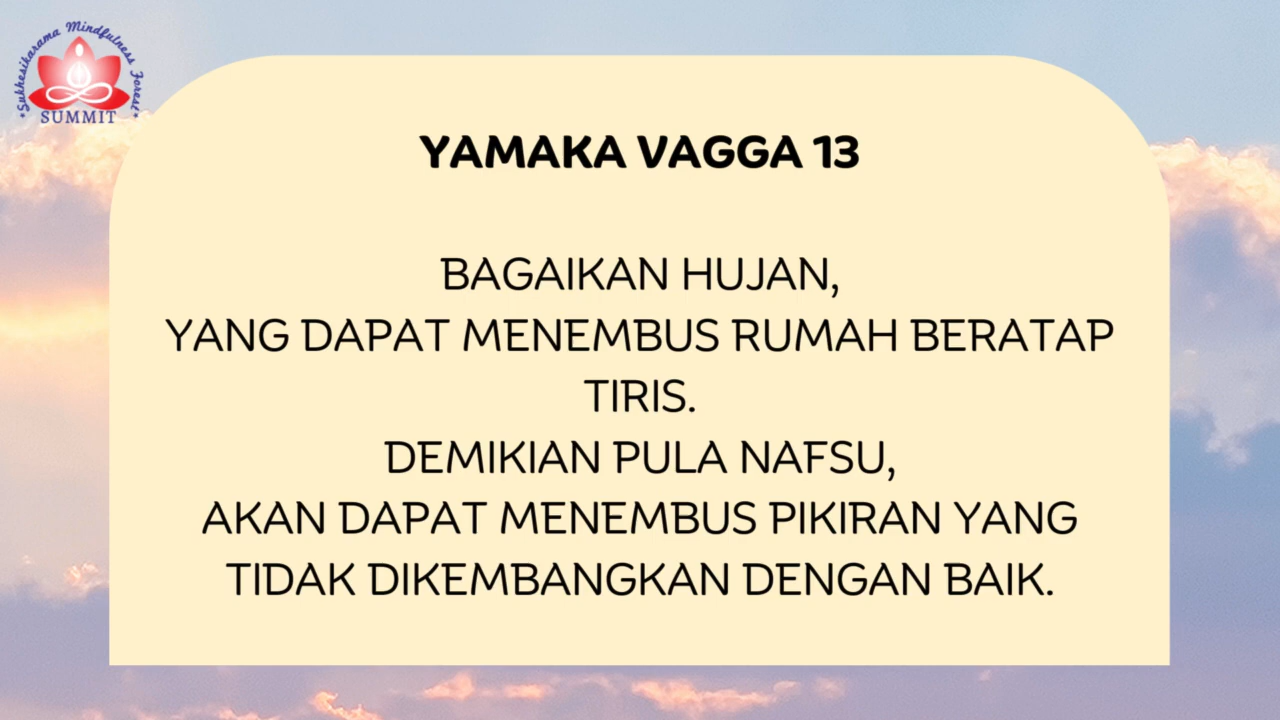 Sukhesikarama Mindfulness Forest
SUMMIT
YAMAKA VAGGA 13
BAGAIKAN HUJAN,
YANG DAPAT MENEMBUS RUMAH BERATAP
TIRIS.
DEMIKIAN PULA NAFSU,
AKAN DAPAT MENEMBUS PIKIRAN YANG
TIDAK DIKEMBANGKAN DENGAN BAIK.